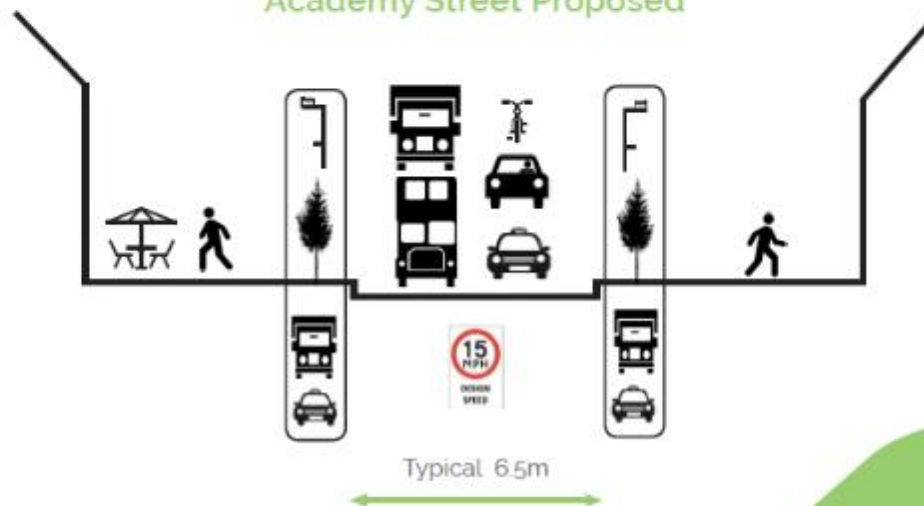 Academy Street Proposed
15
MPH
DESIGN
SPEED
Typical 6.5m